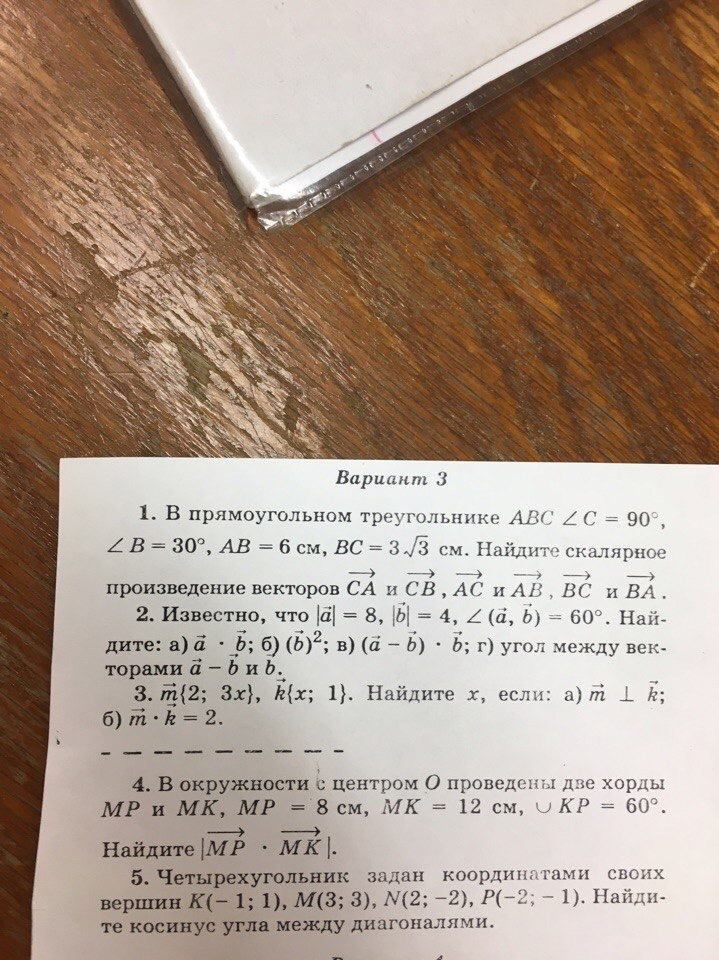 Вариант 3
1. В прямоугольном треугольнике ABC ∠C = 90°,
∠B = 30°, AB = 6 см, BC = 3√3 см. Найдите скалярное
произведение векторов CA⃗ и CB⃗, AC⃗ и AB⃗, BC⃗ и BA⃗.
2. Известно, что |a⃗| = 8, |b⃗| = 4, ∠(a⃗, b⃗) = 60°. Най-
дите: а) a⃗ · b⃗; б) (b⃗)²; в) (a⃗ − b⃗) · b⃗; г) угол между век-
торами a⃗ − b⃗ и b⃗.
3. m⃗{2; 3x}, k⃗{x; 1}. Найдите x, если: а) m⃗ ⊥ k⃗;
б) m⃗ · k⃗ = 2.
4. В окружности с центром O проведены две хорды
MP и MK, MP = 8 см, MK = 12 см, ∪KP = 60°.
Найдите |MP⃗ · MK⃗|.
5. Четырехугольник задан координатами своих
вершин K(−1; 1), M(3; 3), N(2; −2), P(−2; −1). Найди-
те косинус угла между диагоналями.